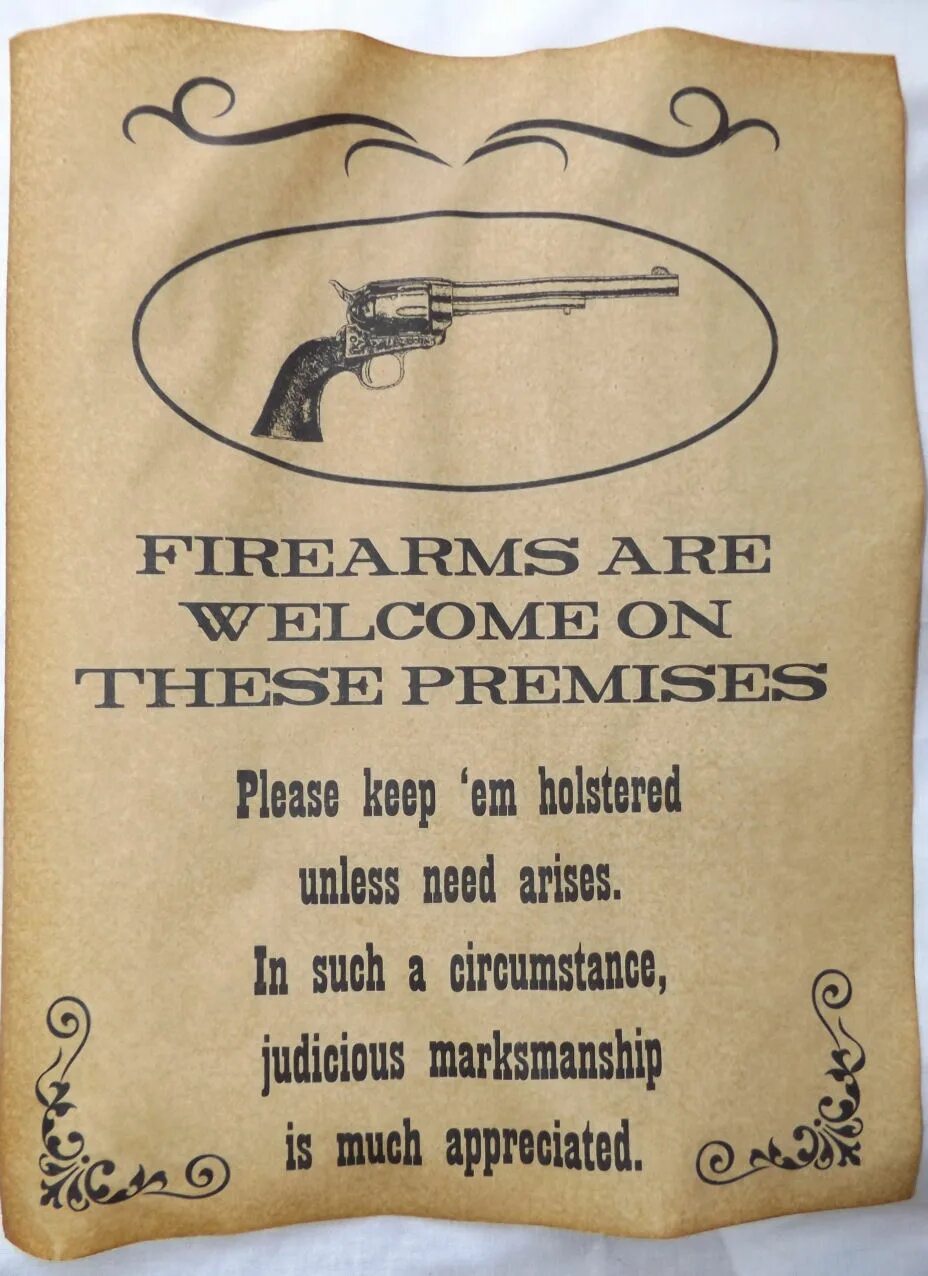 FIREARMS ARE
WELCOME ON
THESE PREMISES
Please keep ‘em holstered
unless need arises.
In such a circumstance,
judicious marksmanship
is much appreciated.